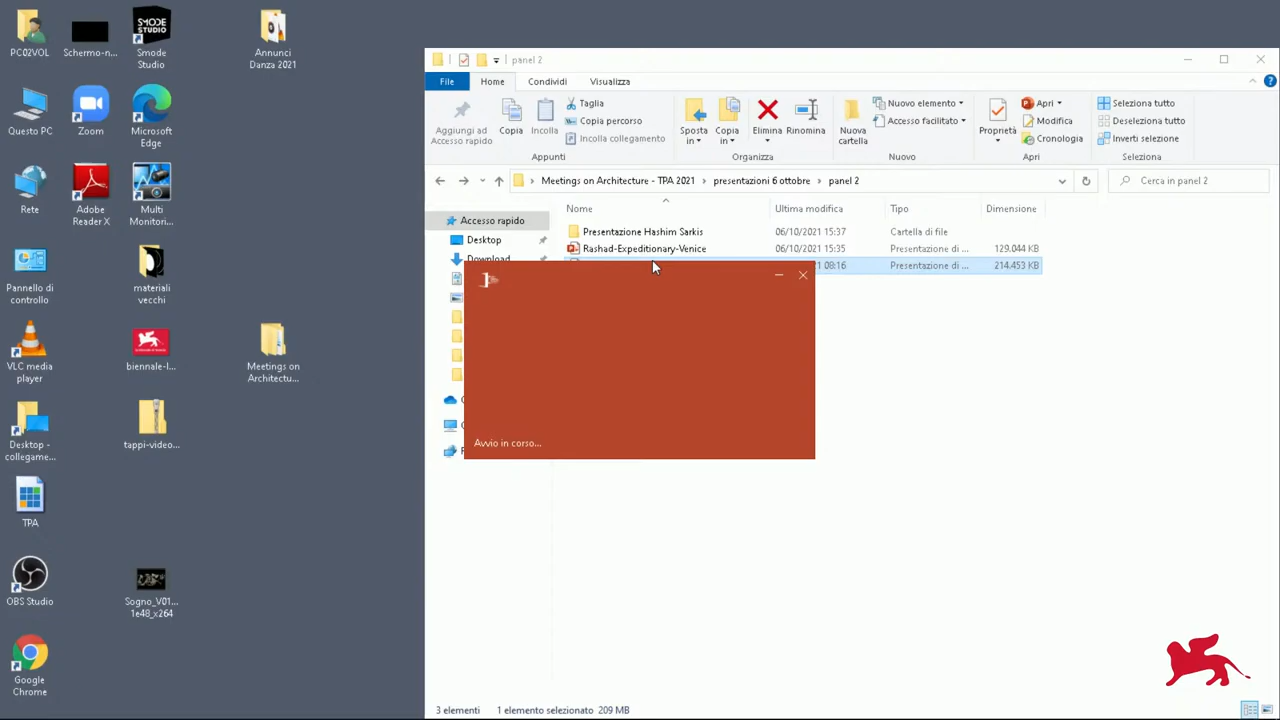 PC02VOL
Schermo-n...
Smode
Studio
SMODE
STUDIO
Annunci
Danza 2021
Questo PC
Zoom
Microsoft
Edge
Rete
Adobe
Reader X
Multi
Monitori...
Pannello di
controllo
materiali
vecchi
VLC media
player
biennale-l...
Meetings on
Architectu...
Desktop -
collegame...
tappi-video...
TPA
OBS Studio
Sogno_V01...
1e48_x264
Google
Chrome
panel 2
File
Home
Condividi
Visualizza
Aggiungi ad
Accesso rapido
Copia
Incolla
Taglia
Copia percorso
Incolla collegamento
Appunti
Sposta
in
Copia
in
Elimina
Rinomina
Organizza
Nuova
cartella
Nuovo elemento
Accesso facilitato
Nuovo
Proprietà
Apri
Modifica
Cronologia
Apri
Seleziona tutto
Deseleziona tutto
Inverti selezione
Selezione
Meetings on Architecture - TPA 2021 › presentazioni 6 ottobre › panel 2
Cerca in panel 2
Accesso rapido
Desktop
Download
Nome Ultima modifica Tipo Dimensione
Presentazione Hashim Sarkis 06/10/2021 15:37 Cartella di file
Rashad-Expeditionary-Venice 06/10/2021 15:35 Presentazione di ... 129.044 KB
21 08:16 Presentazione di ... 214.453 KB
Avvio in corso...
3 elementi 1 elemento selezionato 209 MB